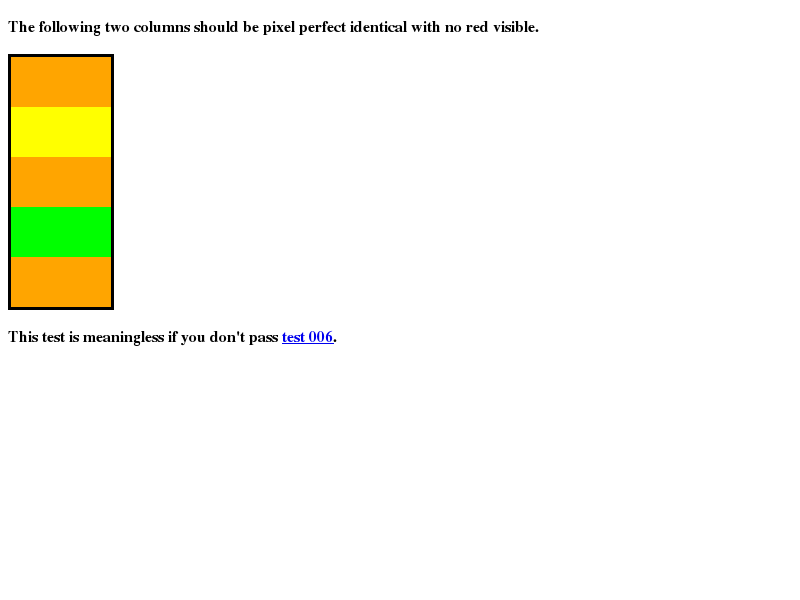 The following two columns should be pixel perfect identical with no red visible.
This test is meaningless if you don't pass test 006.